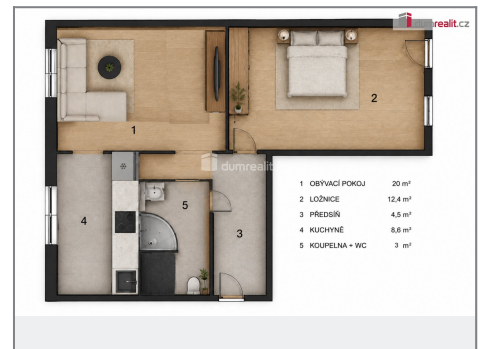 dumrealit.cz
1
2
dumrealit
4
5
3
1 OBÝVACÍ POKOJ 20 m²
2 LOŽNICE 12,4 m²
3 PŘEDSÍŇ 4,5 m²
4 KUCHYNĚ 8,6 m²
5 KOUPELNA + WC 3 m²